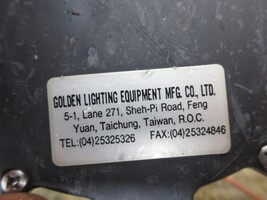 GOLDEN LIGHTING EQUIPMENT MFG. CO., LTD.
5-1, Lane 271, Sheh-Pi Road, Feng
Yuan, Taichung, Taiwan, R.O.C.
TEL:(04)25325326 FAX:(04)25324846